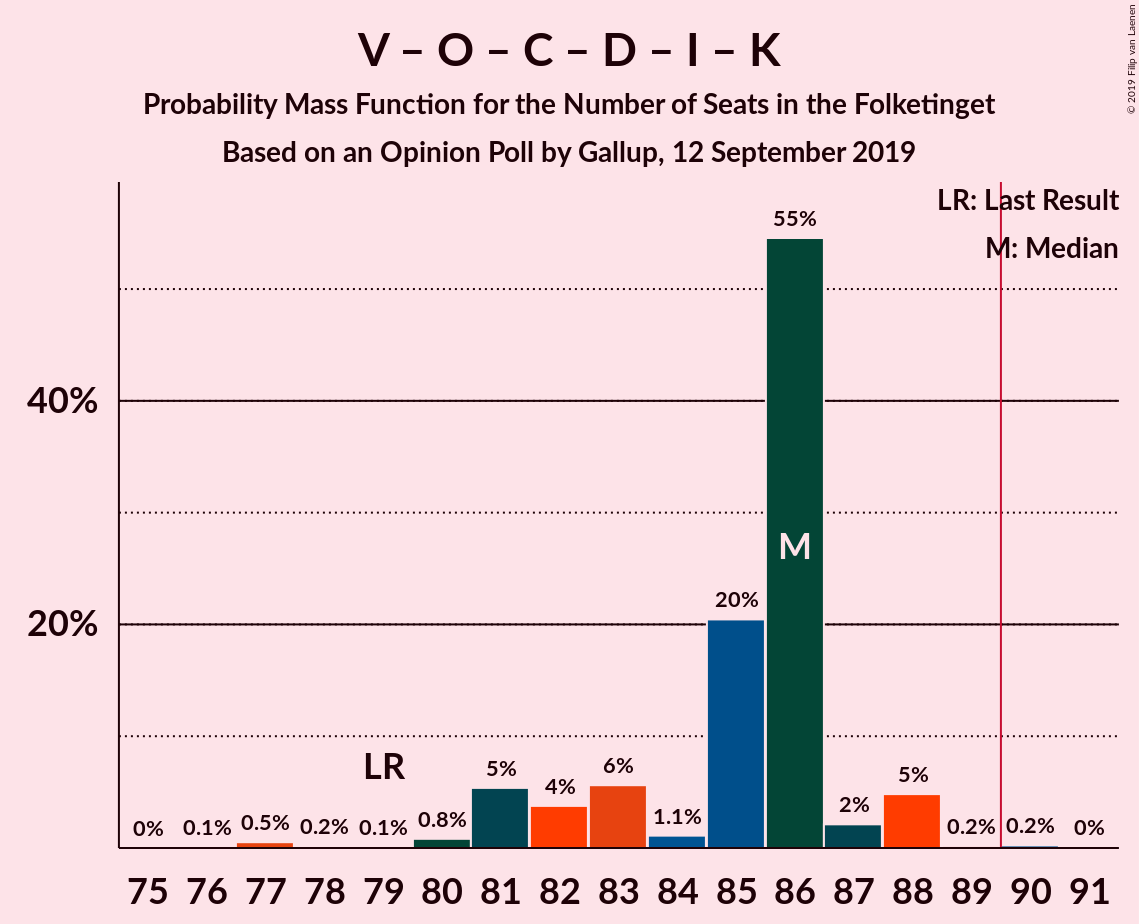 V – O – C – D – I – K
Probability Mass Function for the Number of Seats in the Folketinget
Based on an Opinion Poll by Gallup, 12 September 2019
© 2019 Filip van Laenen
LR: Last Result
M: Median
55%
40%
M
20%
20%
LR
0%
0.1%
0.5%
0.2%
0.1%
0.8%
5%
4%
6%
1.1%
2%
5%
0.2%
0.2%
0%
75 76 77 78 79 80 81 82 83 84 85 86 87 88 89 90 91